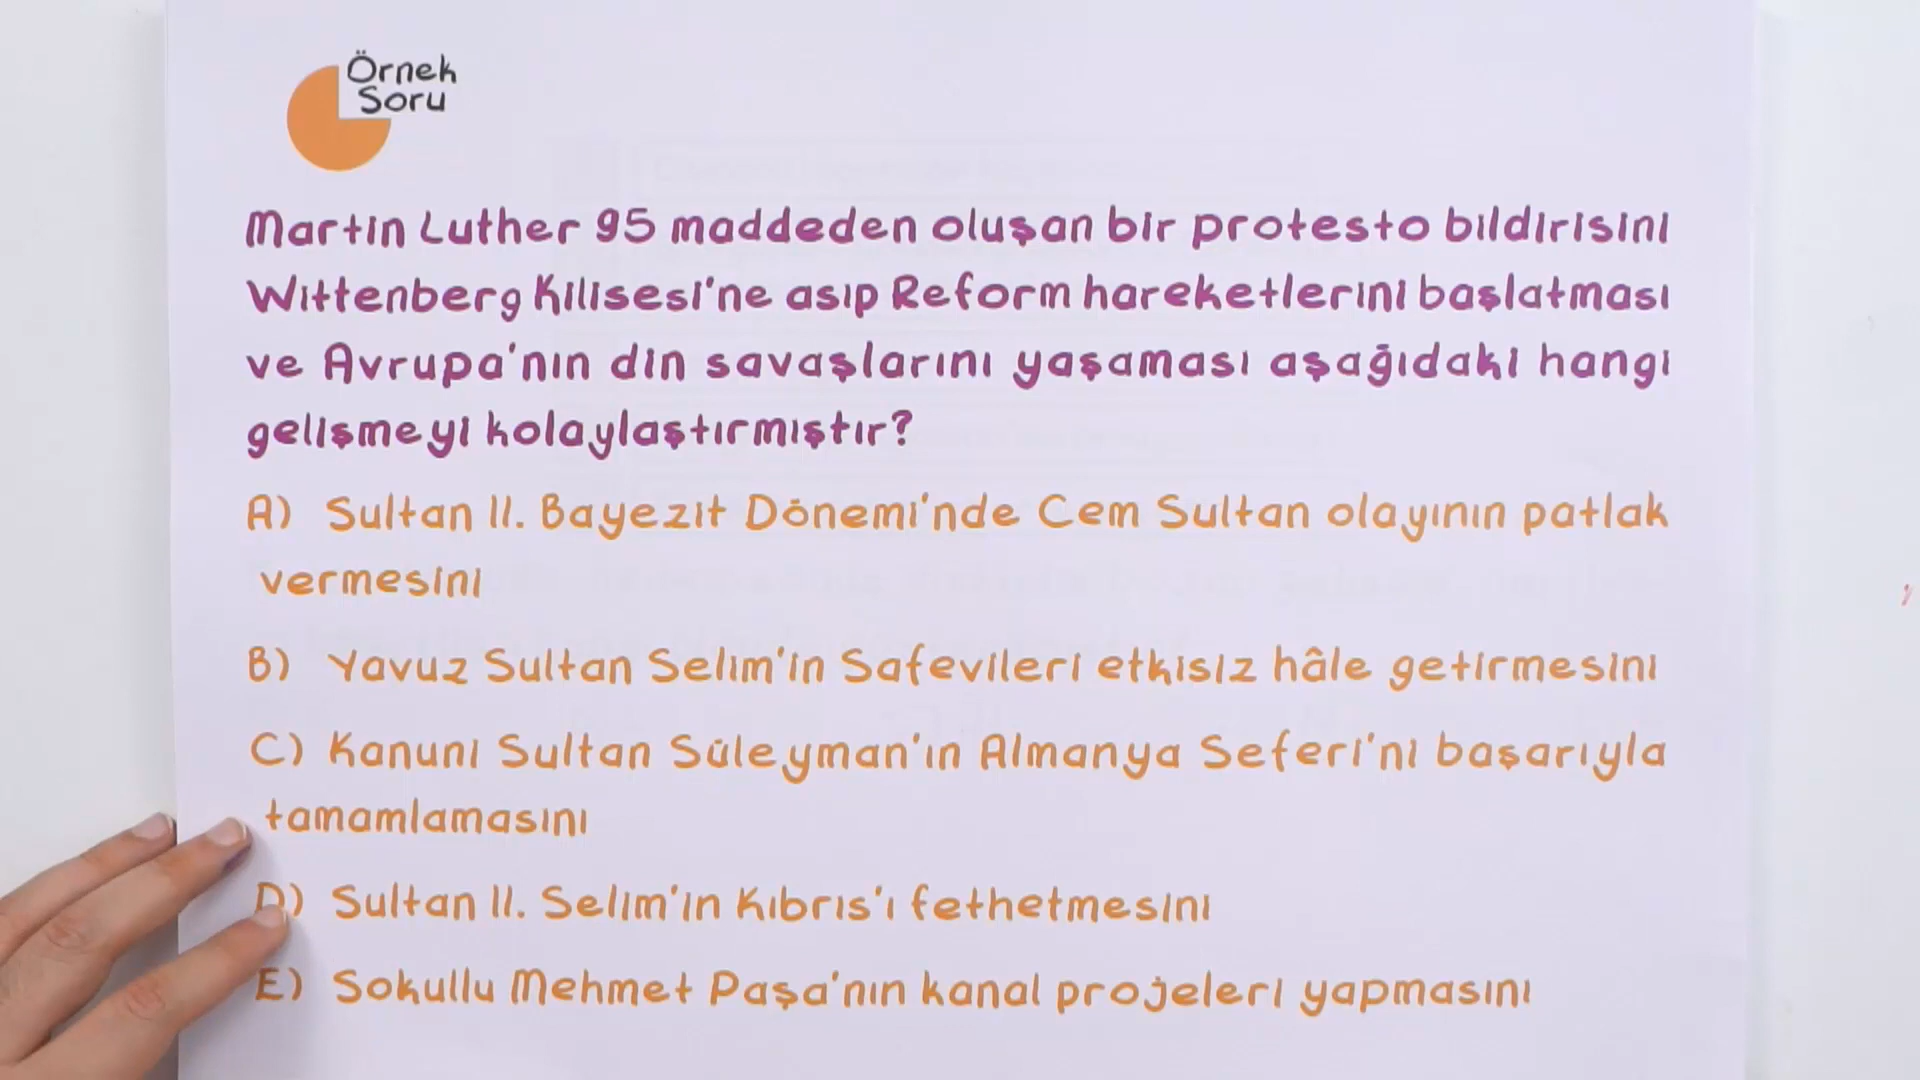 Örnek
Soru
Martin Luther 95 maddeden oluşan bir protesto bildirisini
Wittenberg Kilisesi'ne asıp Reform hareketlerini başlatması
ve Avrupa'nın din savaşlarını yaşaması aşağıdaki hangi
gelişmeyi kolaylaştırmıştır?
A) Sultan II. Bayezit Dönemi'nde Cem Sultan olayının patlak
vermesini
B) Yavuz Sultan Selim'in Safevileri etkisiz hâle getirmesini
C) Kanuni Sultan Süleyman'ın Almanya Seferi'ni başarıyla
tamamlamasını
D) Sultan II. Selim'in Kıbrıs'ı fethetmesini
E) Sokullu Mehmet Paşa'nın kanal projeleri yapmasını